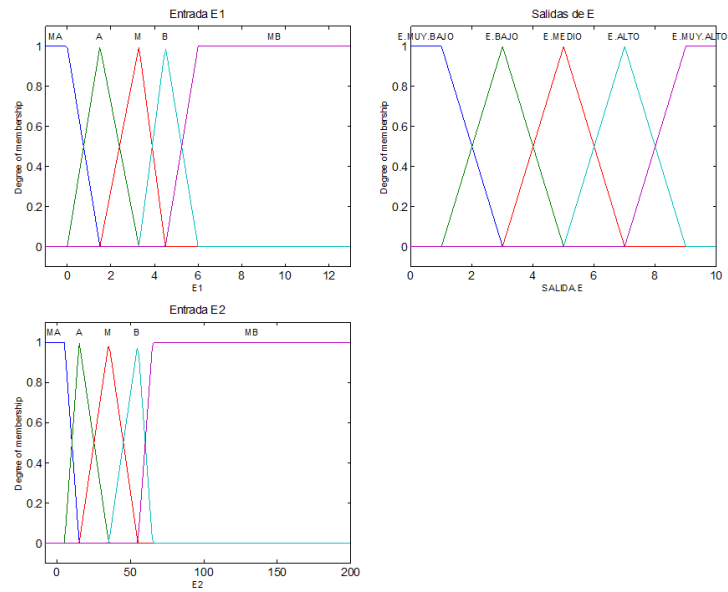 Entrada E1
MA A M B MB
1
0.8
0.6
0.4
0.2
0
Degree of membership
0 2 4 6 8 10 12
E1
Salidas de E
E.MUY.BAJO E.BAJO E.MEDIO E.ALTO E.MUY.ALTO
1
0.8
0.6
0.4
0.2
0
Degree of membership
0 2 4 6 8 10
SALIDA.E
Entrada E2
MA A M B MB
1
0.8
0.6
0.4
0.2
0
Degree of membership
0 50 100 150 200
E2